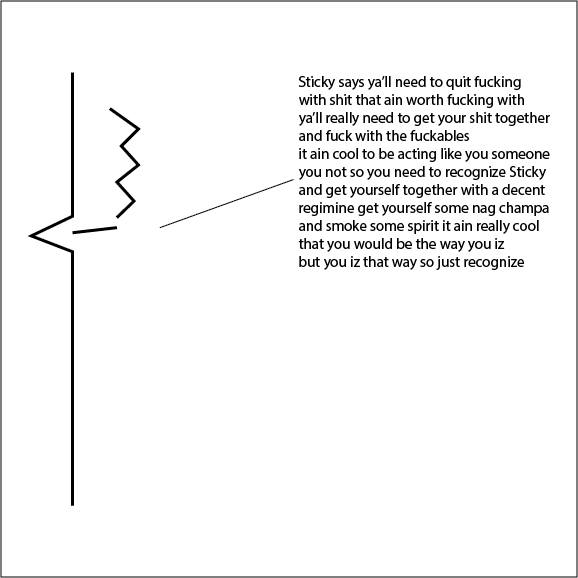 Sticky says ya'll need to quit fucking
with shit that ain worth fucking with
ya'll really need to get your shit together
and fuck with the fuckables
it ain cool to be acting like you someone
you not so you need to recognize Sticky
and get yourself together with a decent
regimine get yourself some nag champa
and smoke some spirit it ain really cool
that you would be the way you iz
but you iz that way so just recognize